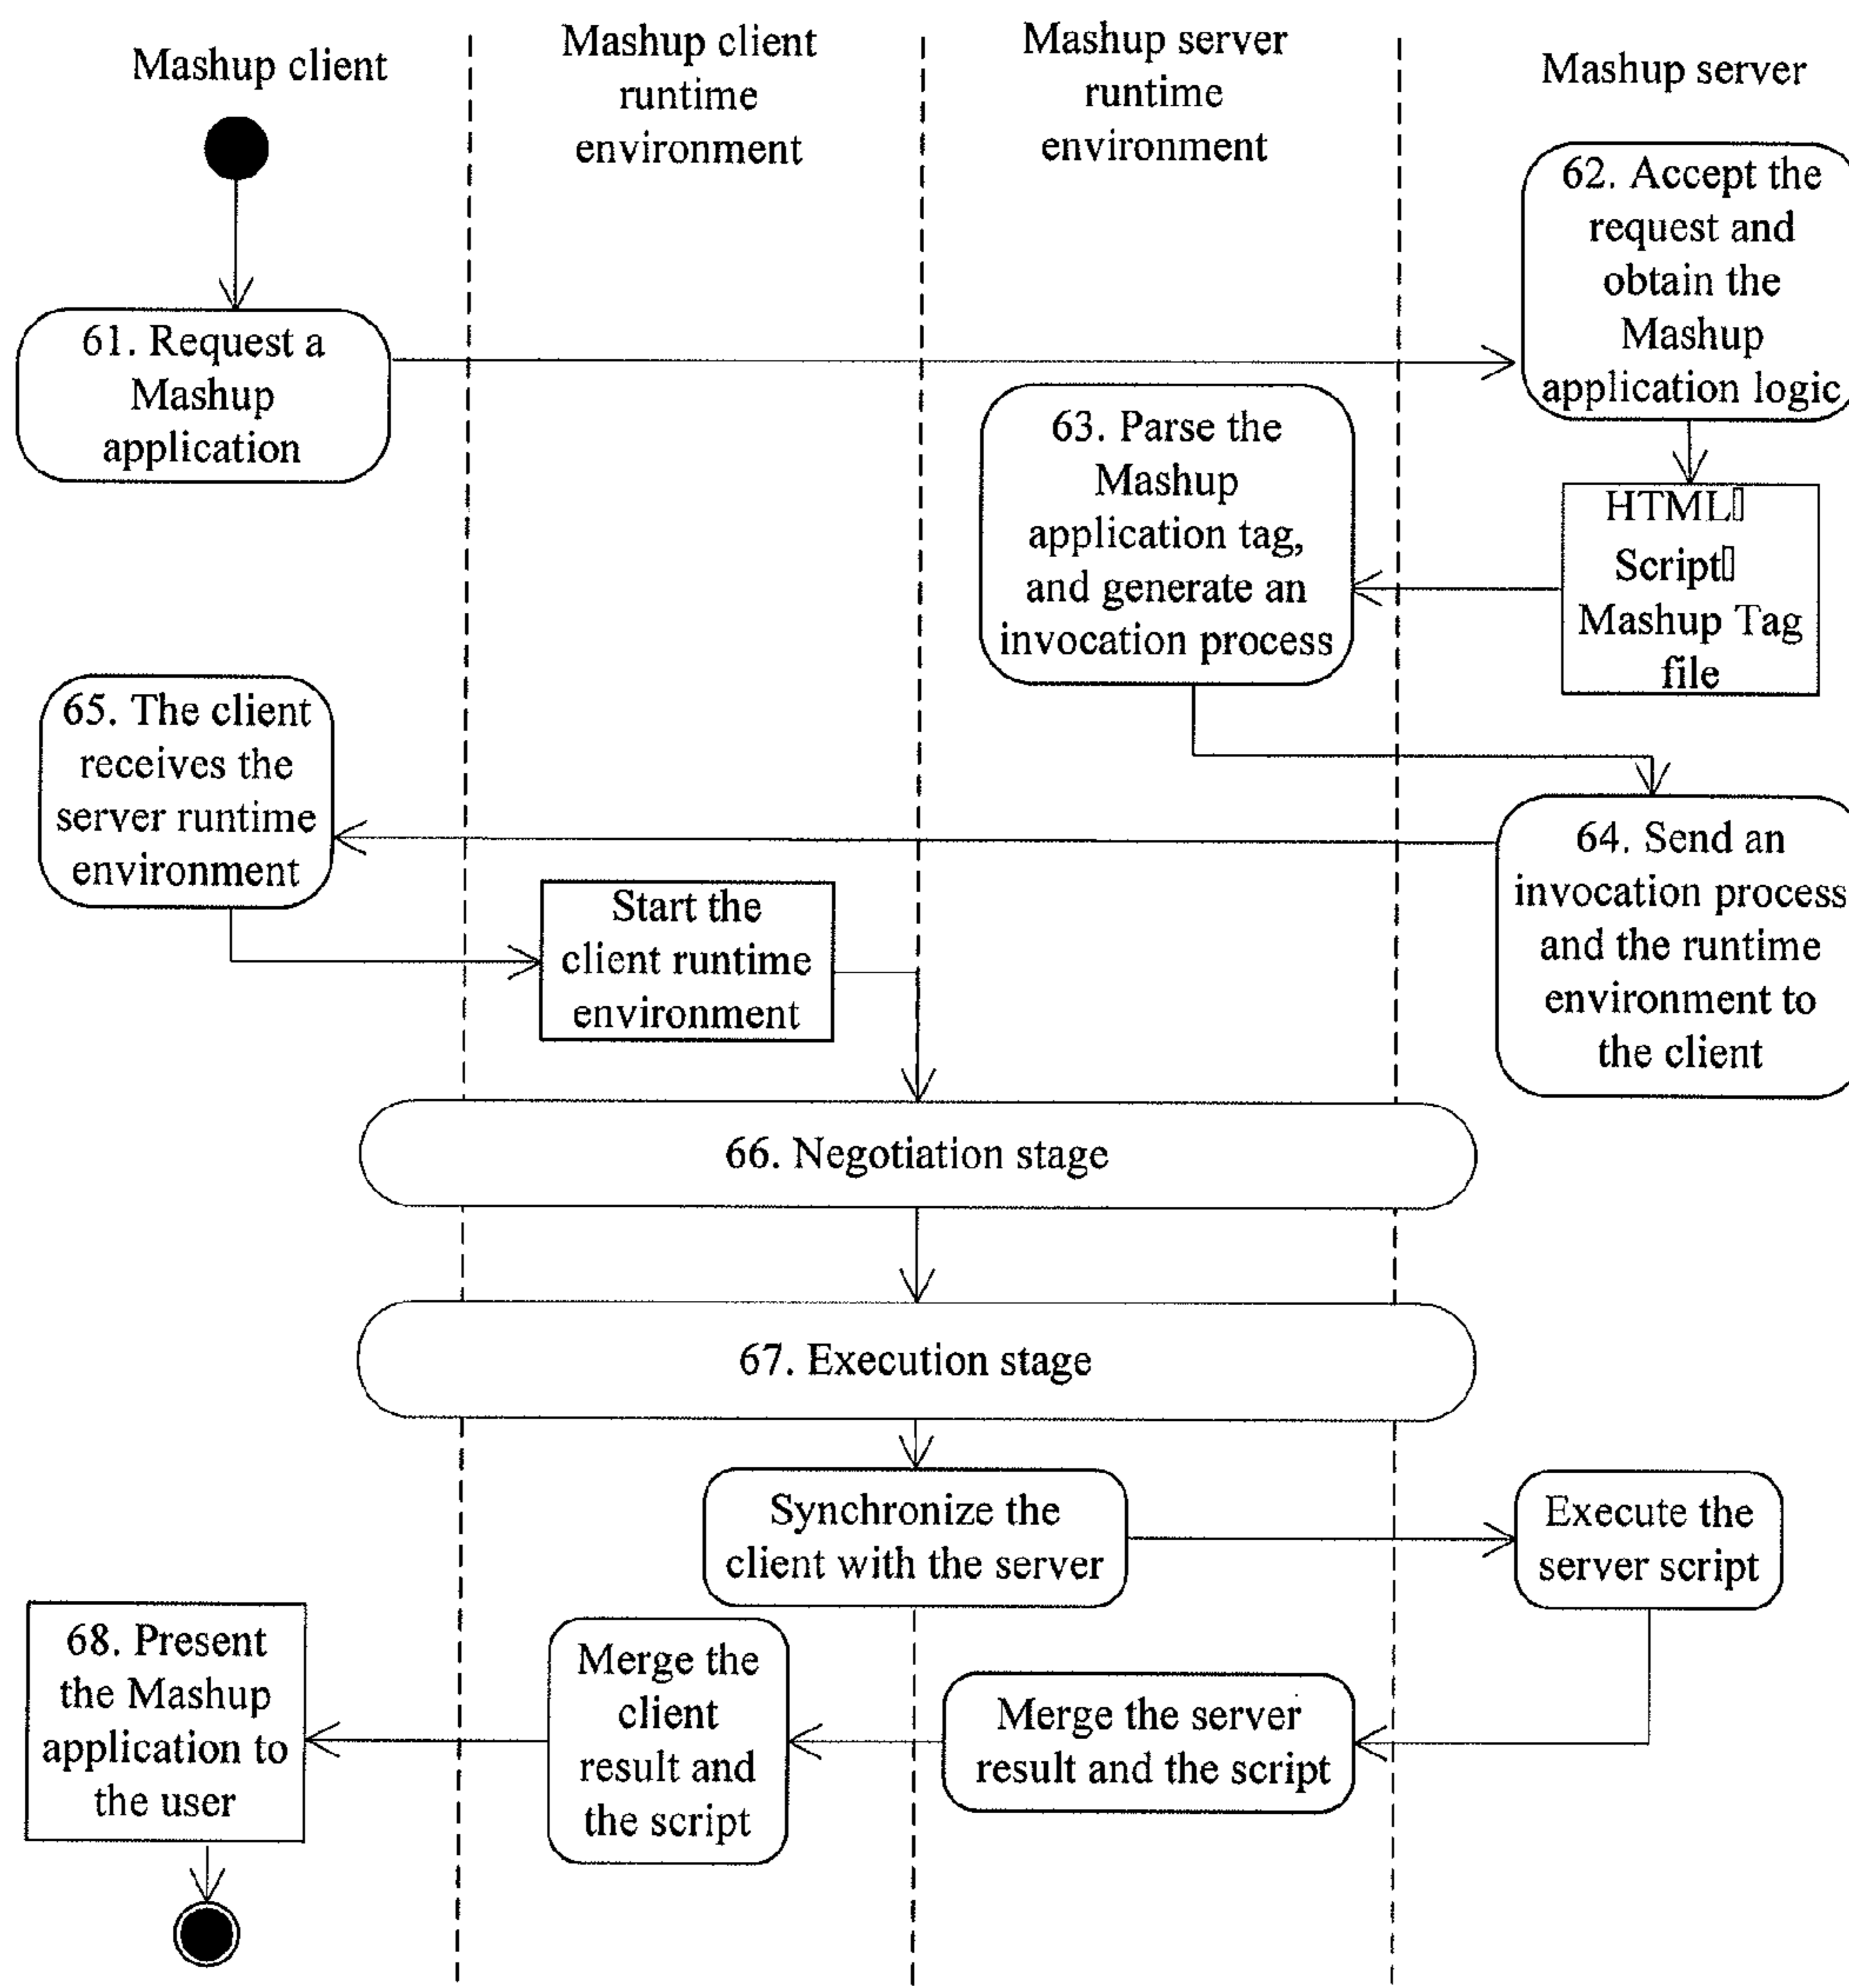 Mashup client
Mashup client
runtime
environment
Mashup server
runtime
environment
Mashup server
61. Request a
Mashup
application
62. Accept the
request and
obtain the
Mashup
application logic
HTML
Script
Mashup Tag
file
63. Parse the
Mashup
application tag,
and generate an
invocation process
64. Send an
invocation process
and the runtime
environment to
the client
65. The client
receives the
server runtime
environment
Start the
client runtime
environment
66. Negotiation stage
67. Execution stage
Synchronize the
client with the server
Execute the
server script
Merge the server
result and the script
Merge the
client
result and
the script
68. Present
the Mashup
application to
the user